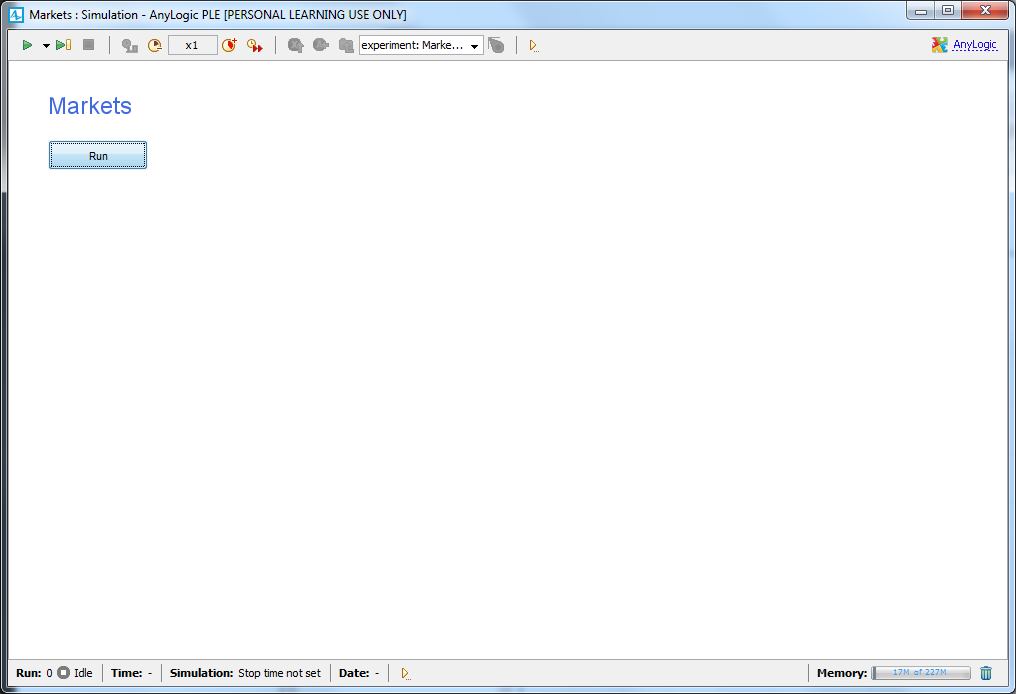 Markets : Simulation - AnyLogic PLE [PERSONAL LEARNING USE ONLY]
x1 experiment: Marke... AnyLogic
Markets
Run
Run: 0 Idle Time: - Simulation: Stop time not set Date: - Memory: 17M of 227M